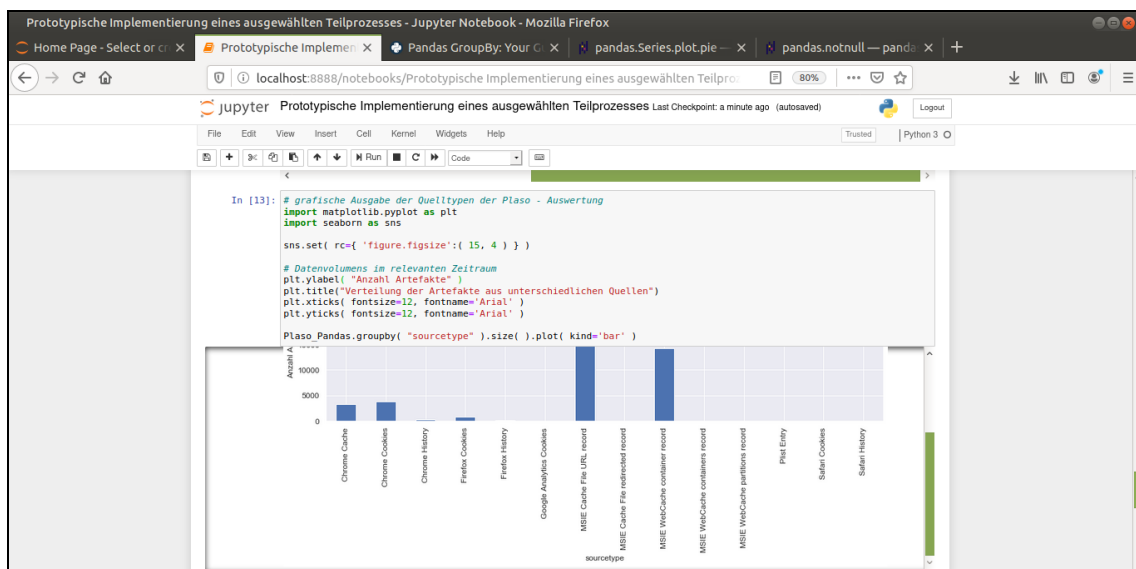 Prototypische Implementierung eines ausgewählten Teilprozesses - Jupyter Notebook - Mozilla Firefox
Home Page - Select or cr
Prototypische Implemen
Pandas GroupBy: Your G
pandas.Series.plot.pie —
pandas.notnull — panda
localhost:8888/notebooks/Prototypische Implementierung eines ausgewählten Teilpro
80%
jupyter Prototypische Implementierung eines ausgewählten Teilprozesses Last Checkpoint: a minute ago (autosaved)
Logout
File Edit View Insert Cell Kernel Widgets Help
Trusted
Python 3
Run
Code
In [13]:
# grafische Ausgabe der Quelltypen der Plaso - Auswertung
import matplotlib.pyplot as plt
import seaborn as sns
sns.set( rc={ 'figure.figsize':( 15, 4 ) } )
# Datenvolumens im relevanten Zeitraum
plt.ylabel( "Anzahl Artefakte" )
plt.title("Verteilung der Artefakte aus unterschiedlichen Quellen")
plt.xticks( fontsize=12, fontname='Arial' )
plt.yticks( fontsize=12, fontname='Arial' )
Plaso_Pandas.groupby( "sourcetype" ).size( ).plot( kind='bar' )
Anzahl A
10000
5000
0
Chrome Cache
Chrome Cookies
Chrome History
Firefox Cookies
Firefox History
Google Analytics Cookies
MSIE Cache File URL record
MSIE Cache File redirected record
MSIE WebCache container record
MSIE WebCache containers record
MSIE WebCache partitions record
Plist Entry
Safari Cookies
Safari History
sourcetype